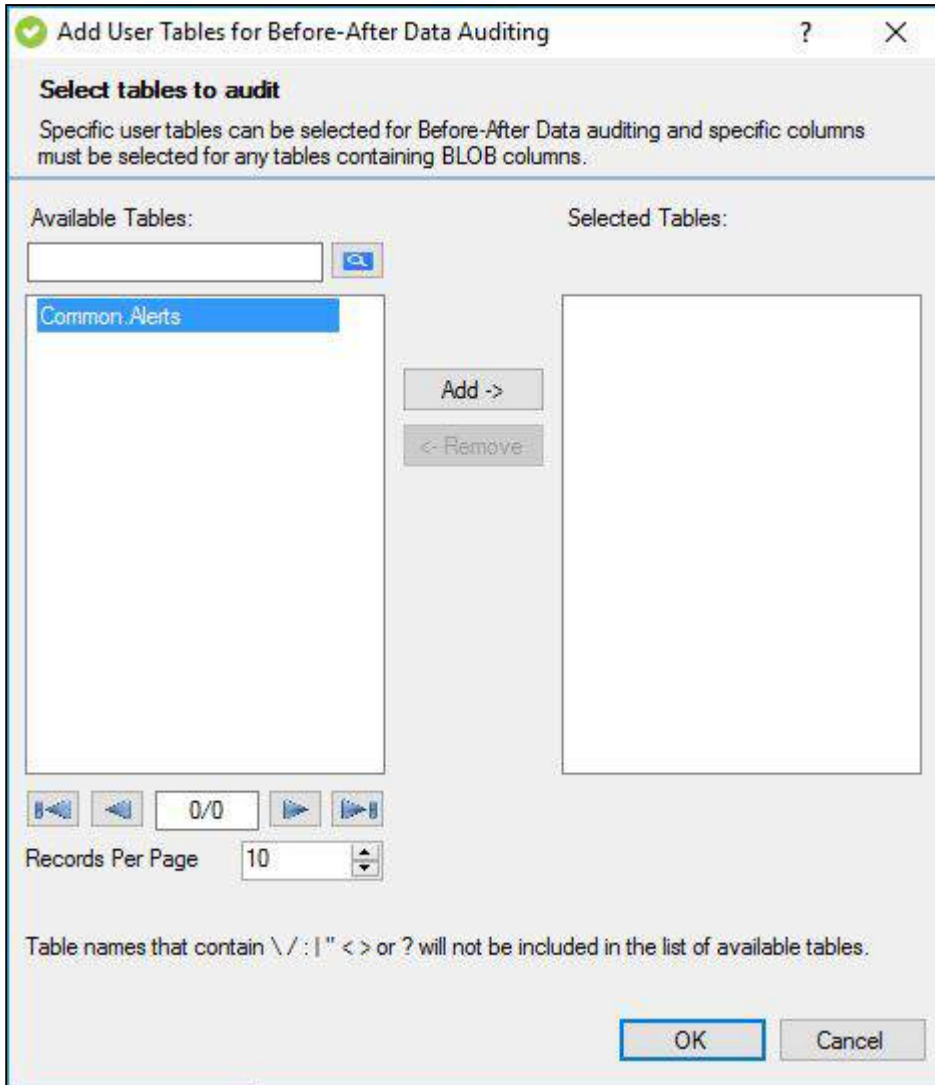 Add User Tables for Before-After Data Auditing ?
Select tables to audit
Specific user tables can be selected for Before-After Data auditing and specific columns
must be selected for any tables containing BLOB columns.
Available Tables:
Selected Tables:
Common.Alerts
Add ->
<- Remove
0/0
Records Per Page 10
Table names that contain \ / : | " < > or ? will not be included in the list of available tables.
OK Cancel